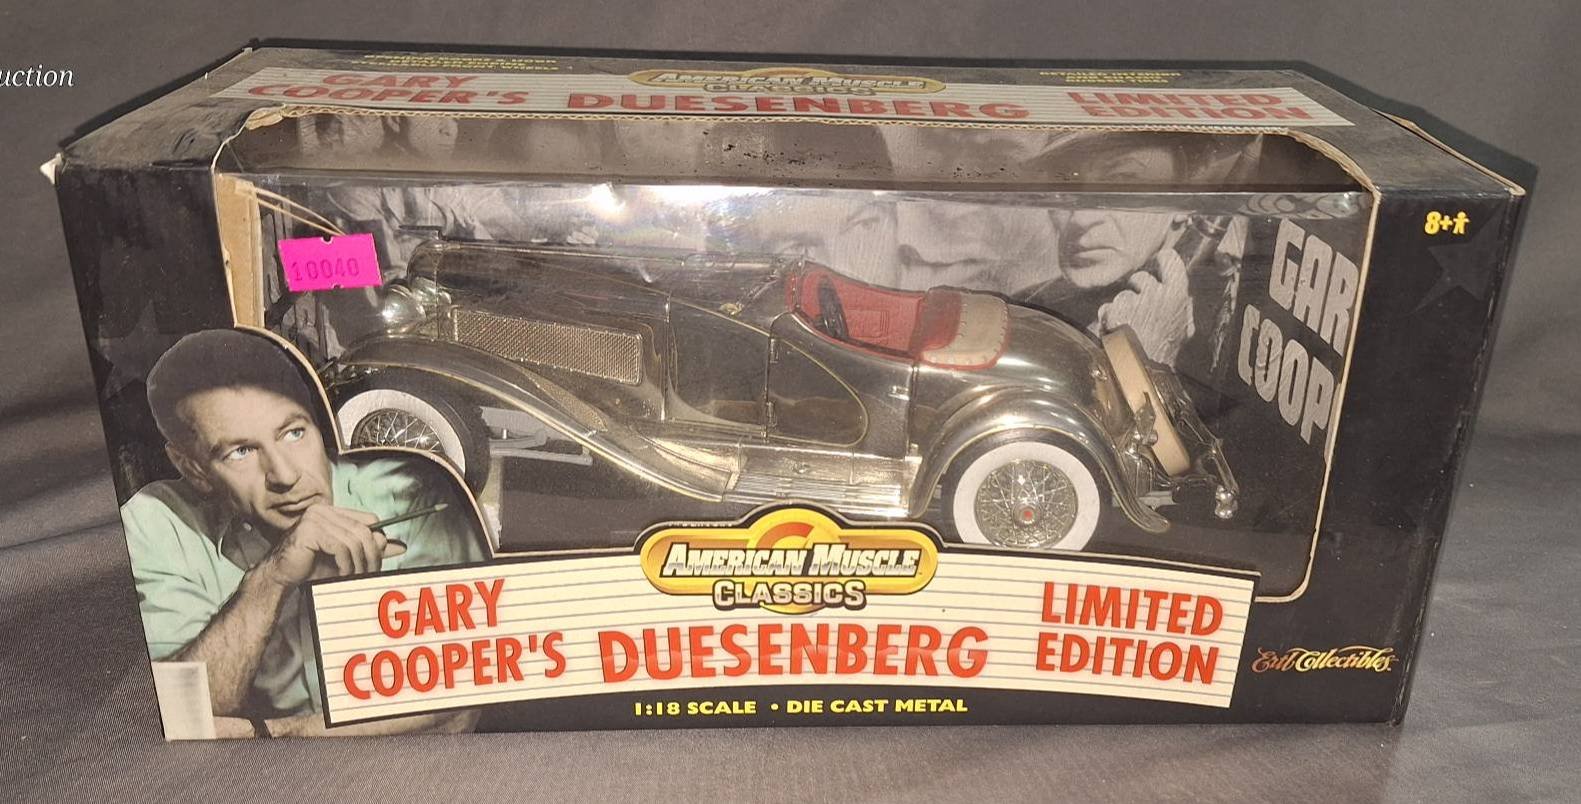 uction
GARY
COOPER'S DUESENBERG
AMERICAN MUSCLE
CLASSICS
LIMITED
EDITION
8+
10040
GAR
COOP
AMERICAN MUSCLE
CLASSICS
GARY
COOPER'S
DUESENBERG
LIMITED
EDITION
Ertl Collectibles
1:18 SCALE • DIE CAST METAL